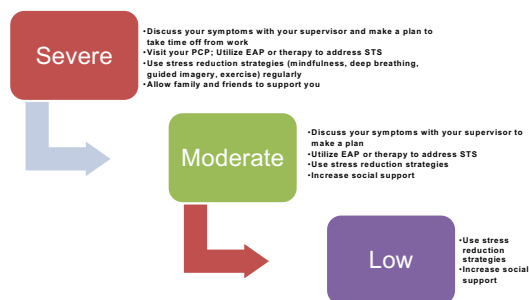 Severe
•Discuss your symptoms with your supervisor and make a plan to
take time off from work
•Visit your PCP; Utilize EAP or therapy to address STS
•Use stress reduction strategies (mindfulness, deep breathing,
guided imagery, exercise) regularly
•Allow family and friends to support you
Moderate
•Discuss your symptoms with your supervisor to
make a plan
•Utilize EAP or therapy to address STS
•Use stress reduction strategies
•Increase social support
Low
•Use stress
reduction
strategies
•Increase social
support